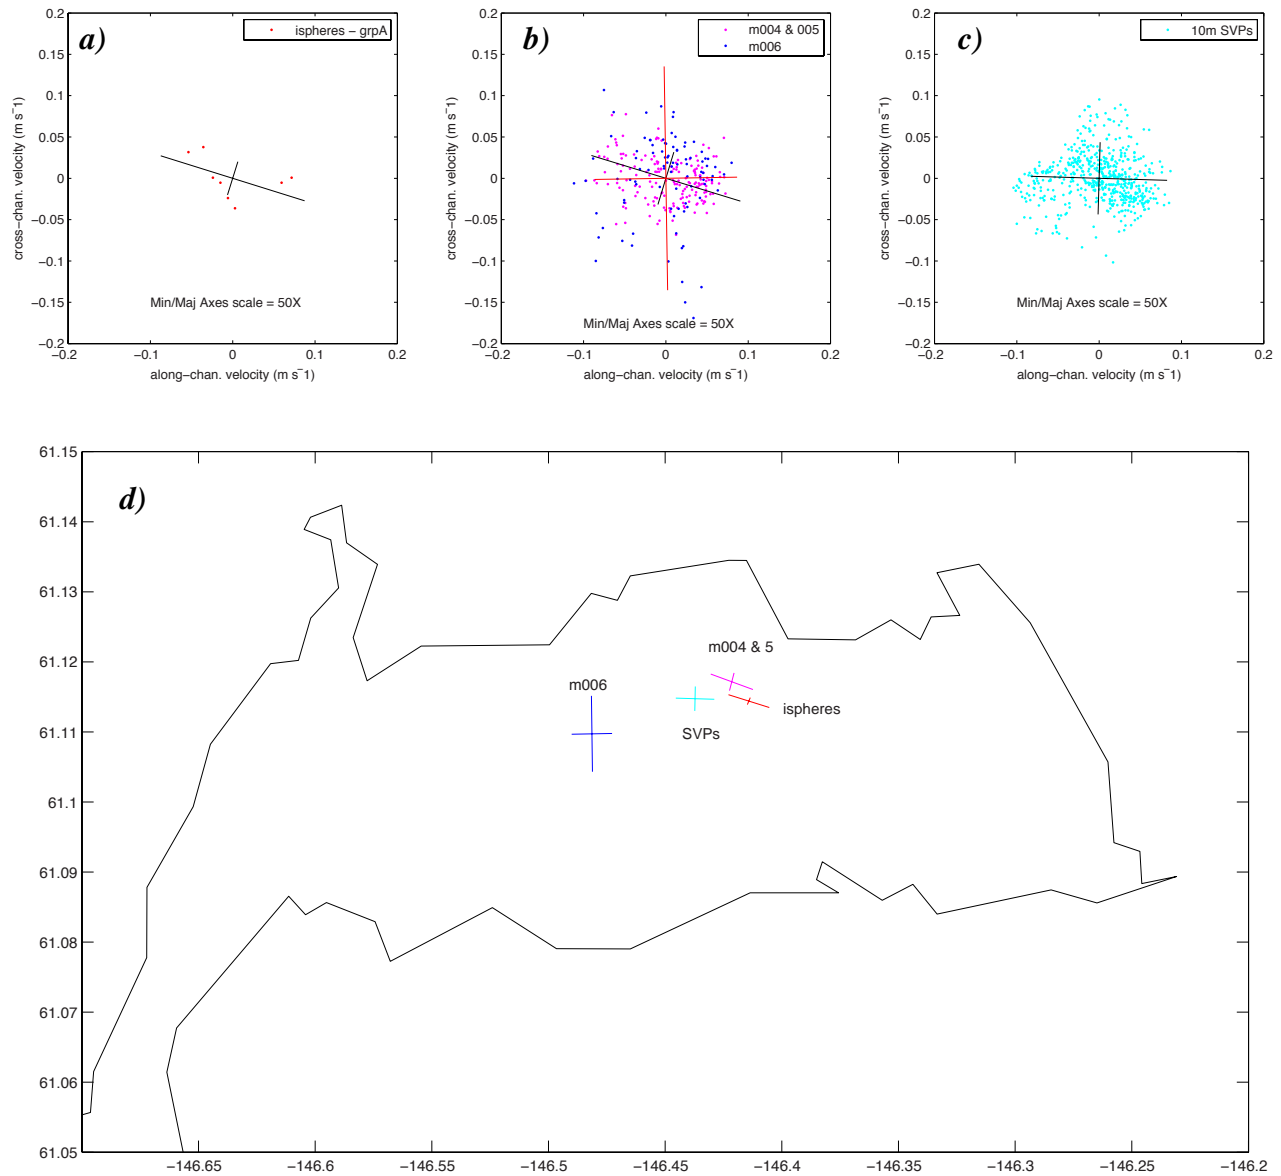 a)
ispheres − grpA
0.2
0.15
0.1
0.05
0
−0.05
−0.1
−0.15
−0.2
cross−chan. velocity (m s−1)
Min/Maj Axes scale = 50X
−0.2 −0.1 0 0.1 0.2
along−chan. velocity (m s−1)
b)
m004 & 005
m006
0.2
0.15
0.1
0.05
0
−0.05
−0.1
−0.15
−0.2
cross−chan. velocity (m s−1)
Min/Maj Axes scale = 50X
−0.2 −0.1 0 0.1 0.2
along−chan. velocity (m s−1)
c)
10m SVPs
0.2
0.15
0.1
0.05
0
−0.05
−0.1
−0.15
−0.2
cross−chan. velocity (m s−1)
Min/Maj Axes scale = 50X
−0.2 −0.1 0 0.1 0.2
along−chan. velocity (m s−1)
d)
61.15
61.14
61.13
61.12
61.11
61.1
61.09
61.08
61.07
61.06
61.05
m004 & 5
m006
ispheres
SVPs
−146.65 −146.6 −146.55 −146.5 −146.45 −146.4 −146.35 −146.3 −146.25 −146.2